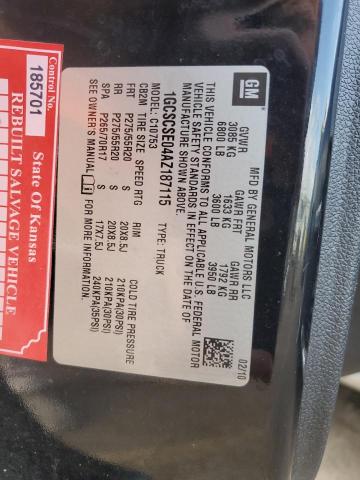 GM
MFD BY GENERAL MOTORS LLC
02/10
GVWR GAWR FRT GAWR RR
3085 KG 1633 KG 1792 KG
6800 LB 3600 LB 3950 LB
THIS VEHICLE CONFORMS TO ALL APPLICABLE U.S. FEDERAL MOTOR
VEHICLE SAFETY STANDARDS IN EFFECT ON THE DATE OF
MANUFACTURE SHOWN ABOVE.
1GCSCSE04AZ187115 TYPE: TRUCK
MODEL: C10753
CB2M TIRE SIZE SPEED RTG RIM COLD TIRE PRESSURE
FRT P275/55R20 S 20X8.5J 210KPA(30PSI)
RR P275/55R20 S 20X8.5J 210KPA(30PSI)
SPA P265/70R17 S 17X7.5J 240KPA(35PSI)
SEE OWNER'S MANUAL FOR MORE INFORMATION.
Control No.
185701
State Of Kansas
REBUILT SALVAGE VEHICLE